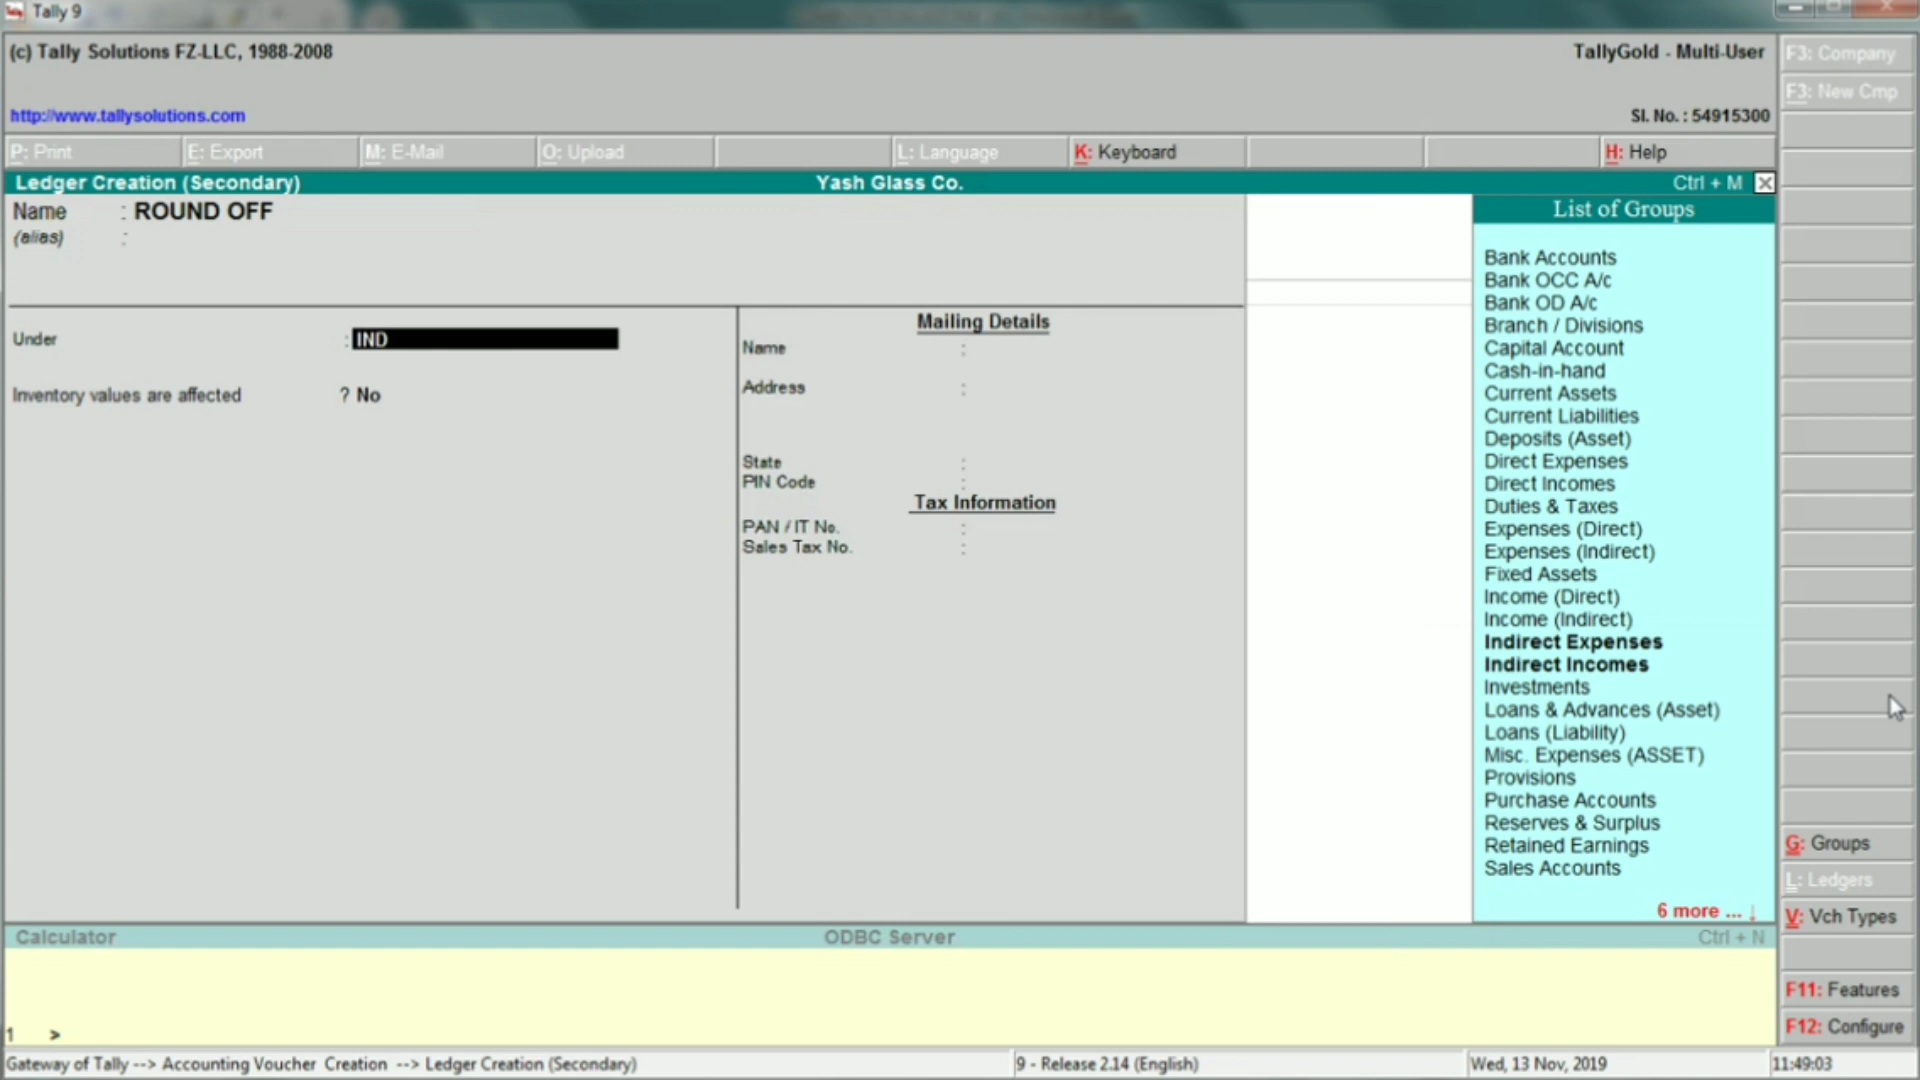 Tally 9
(c) Tally Solutions FZ-LLC, 1988-2008
TallyGold - Multi-User
F3: Company
F3: New Cmp
http://www.tallysolutions.com
Sl. No. : 54915300
P: Print
E: Export
M: E-Mail
O: Upload
L: Language
K: Keyboard
H: Help
Ledger Creation (Secondary)
Yash Glass Co.
Ctrl + M
Name : ROUND OFF
(alias) :
Under : IND
Inventory values are affected ? No
Mailing Details
Name :
Address :
State :
PIN Code :
Tax Information
PAN / IT No. :
Sales Tax No. :
List of Groups
Bank Accounts
Bank OCC A/c
Bank OD A/c
Branch / Divisions
Capital Account
Cash-in-hand
Current Assets
Current Liabilities
Deposits (Asset)
Direct Expenses
Direct Incomes
Duties & Taxes
Expenses (Direct)
Expenses (Indirect)
Fixed Assets
Income (Direct)
Income (Indirect)
Indirect Expenses
Indirect Incomes
Investments
Loans & Advances (Asset)
Loans (Liability)
Misc. Expenses (ASSET)
Provisions
Purchase Accounts
Reserves & Surplus
Retained Earnings
Sales Accounts
6 more ... ↓
G: Groups
L: Ledgers
V: Vch Types
F11: Features
F12: Configure
Calculator
ODBC Server
Ctrl + N
1 >
Gateway of Tally --> Accounting Voucher Creation --> Ledger Creation (Secondary)
9 - Release 2.14 (English)
Wed, 13 Nov, 2019
11:49:03